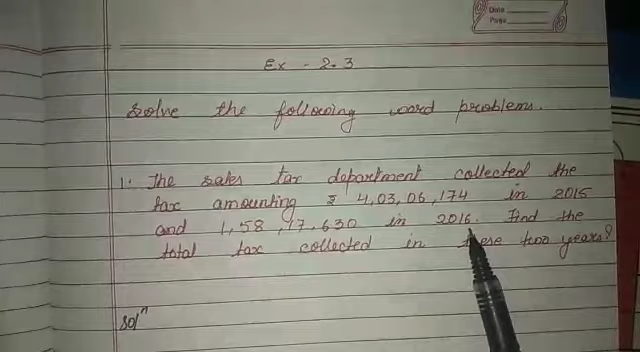 Date
Page
Ex - 2.3
Solve the following word problems.
1. The sales tax department collected the
tax amounting ₹ 4,03,06,174 in 2015
and 1,58,17,630 in 2016. Find the
total tax collected in these two years?
Solⁿ